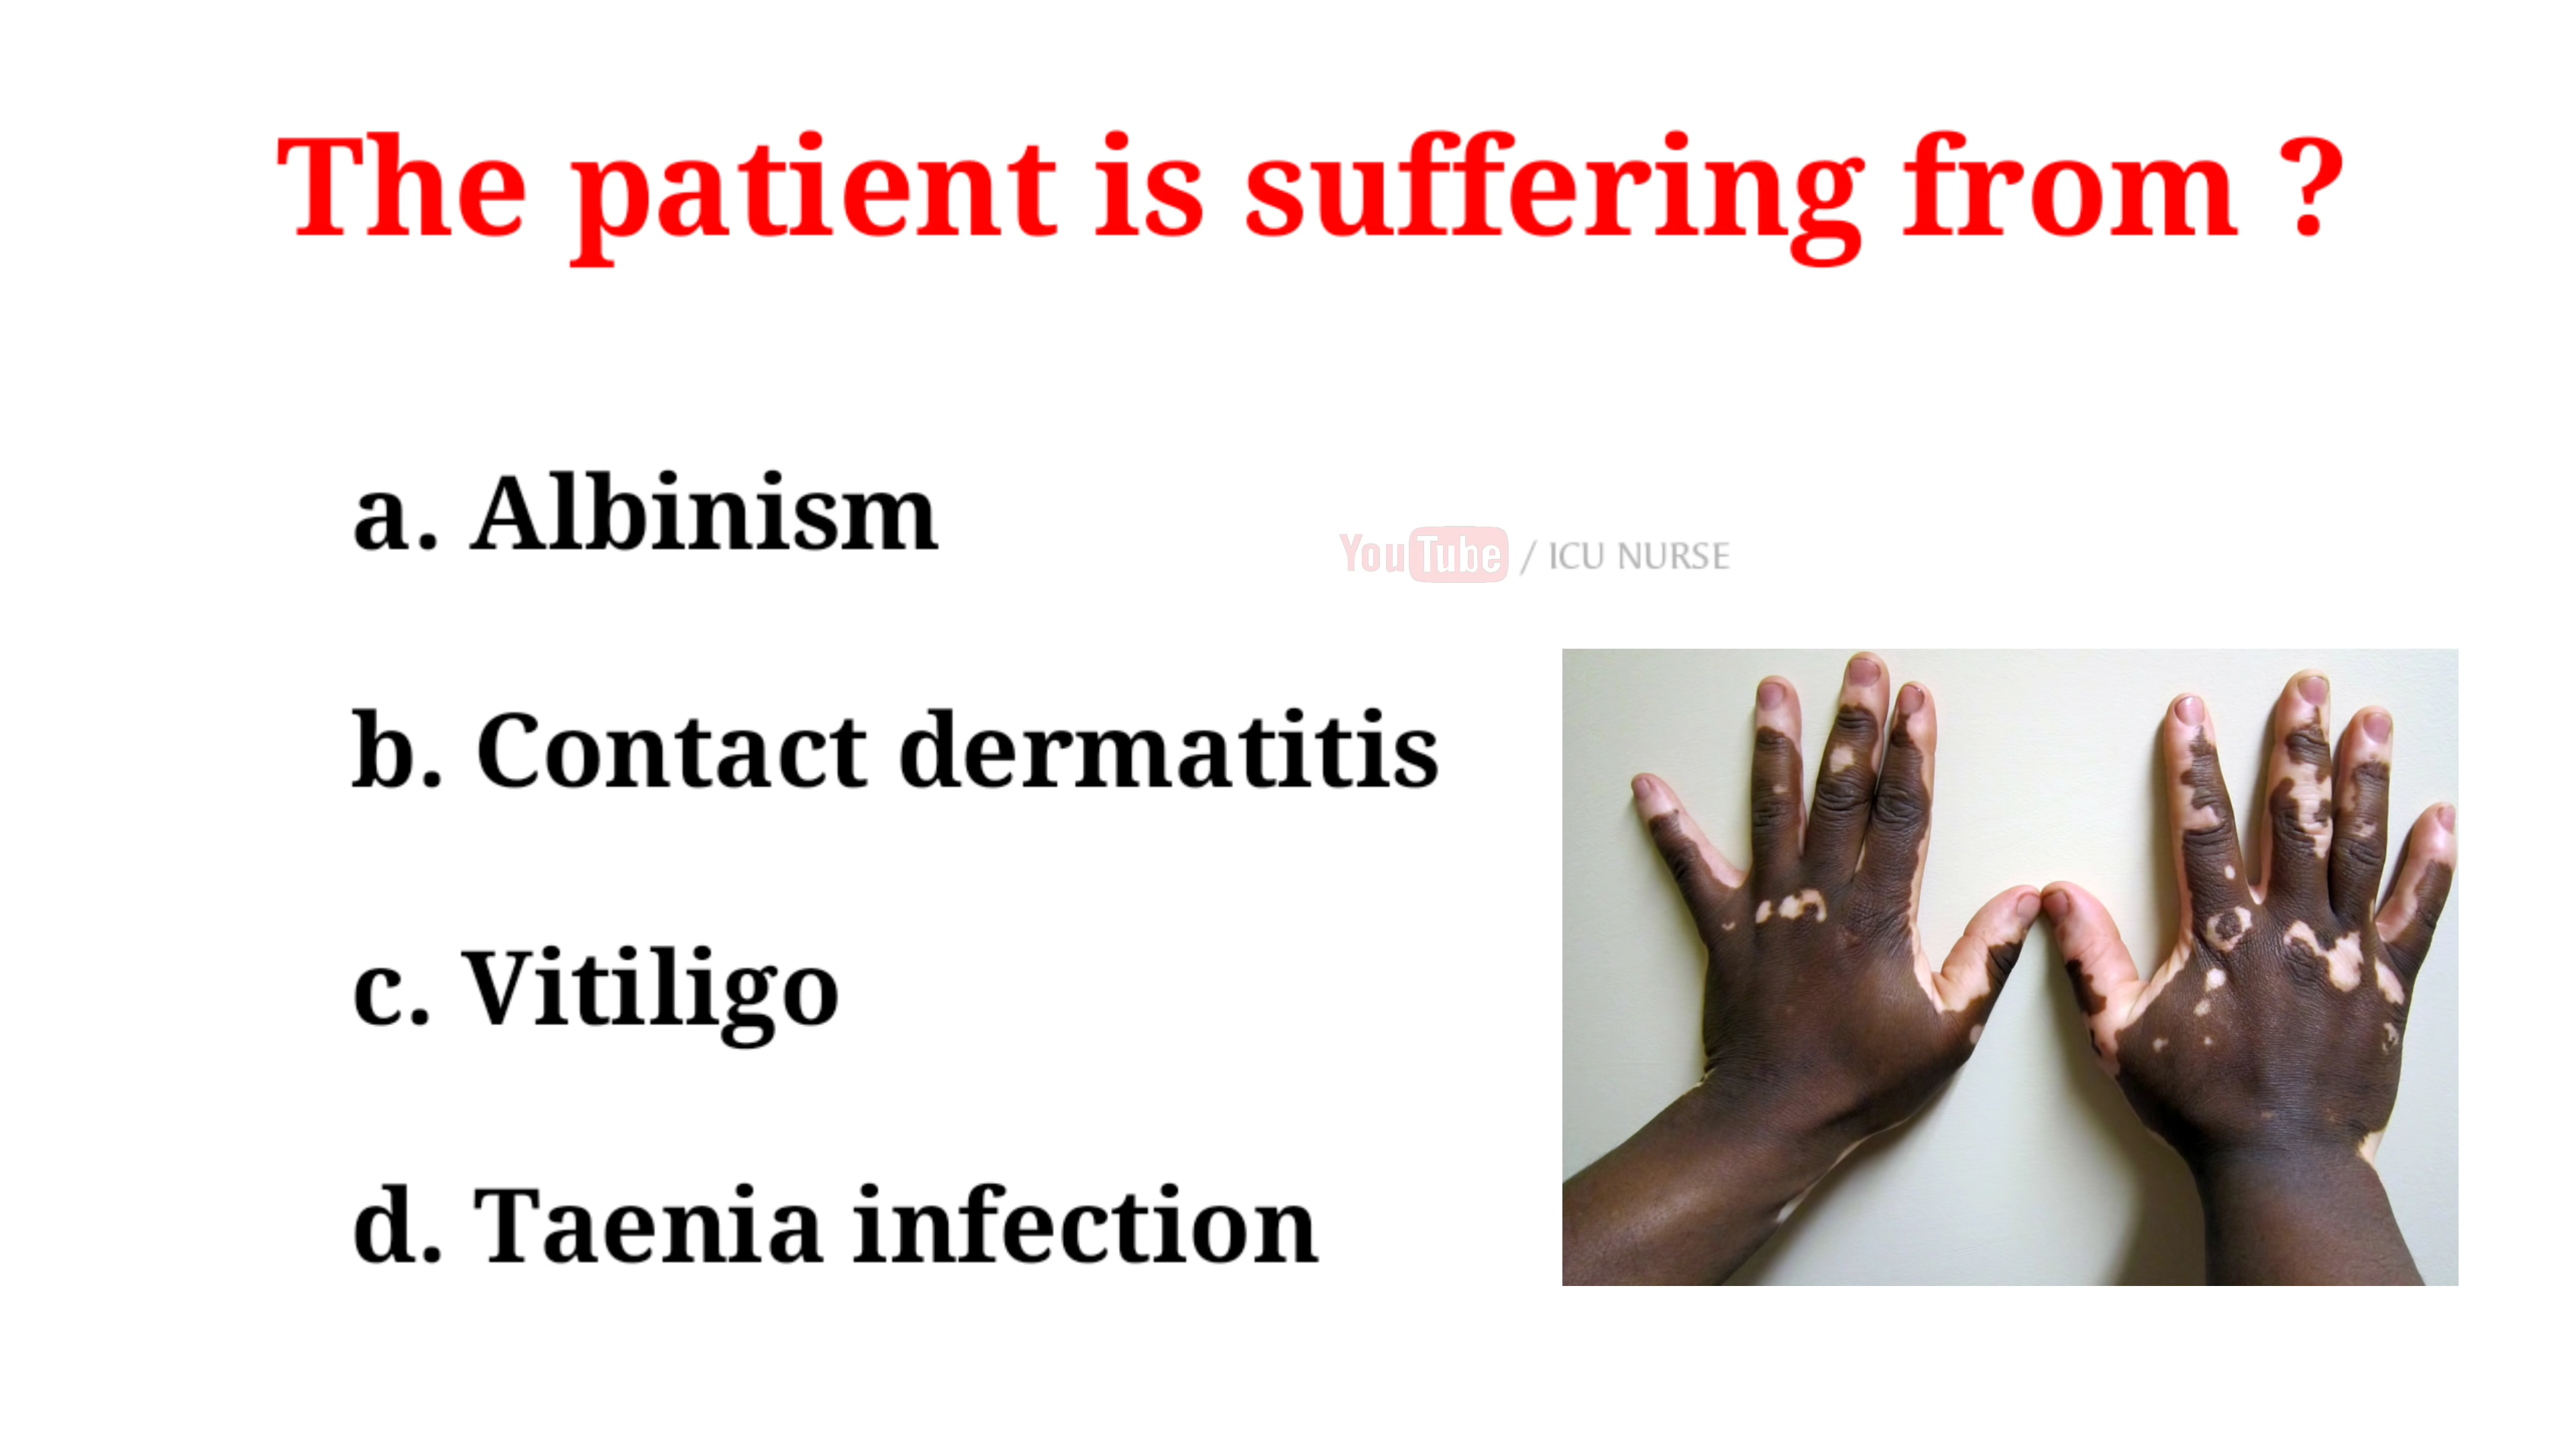 The patient is suffering from ?
a. Albinism
YouTube / ICU NURSE
b. Contact dermatitis
c. Vitiligo
d. Taenia infection